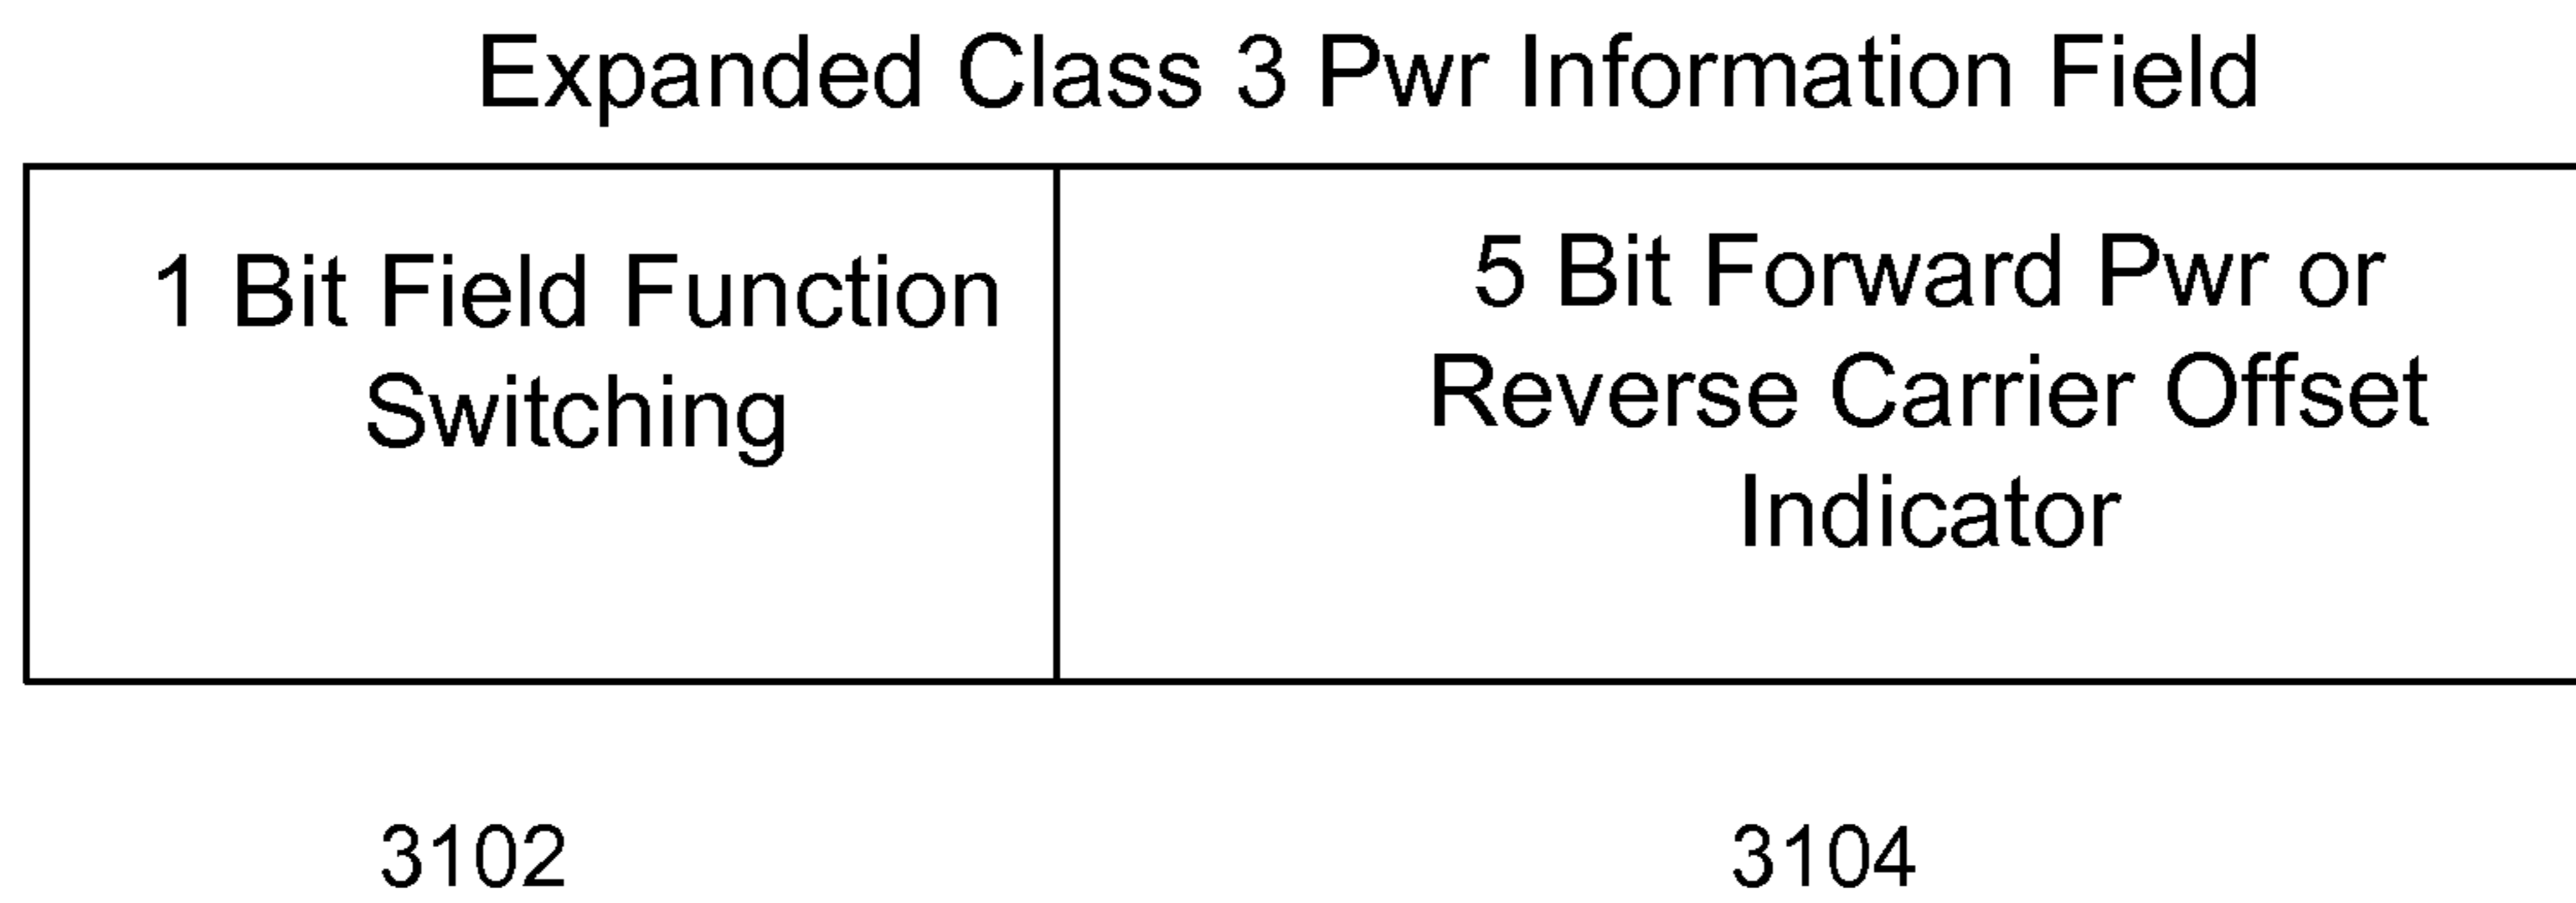 Expanded Class 3 Pwr Information Field
1 Bit Field Function
Switching
5 Bit Forward Pwr or
Reverse Carrier Offset
Indicator
3102
3104